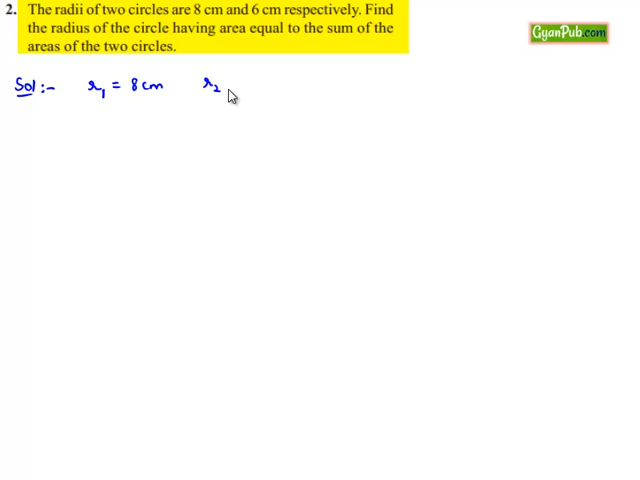 2. The radii of two circles are 8 cm and 6 cm respectively. Find
the radius of the circle having area equal to the sum of the
areas of the two circles.
GyanPub.com
Sol :- r₁ = 8 cm r₂